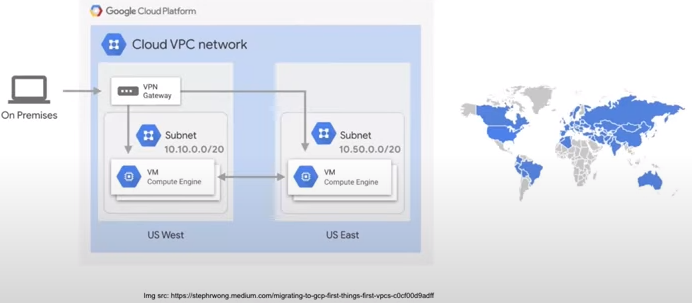 Google Cloud Platform
Cloud VPC network
On Premises
VPN
Gateway
Subnet
10.10.0.0/20
VM
Compute Engine
US West
Subnet
10.50.0.0/20
VM
Compute Engine
US East
Img src: https://stephrwong.medium.com/migrating-to-gcp-first-things-first-vpcs-c0cf00d9adff